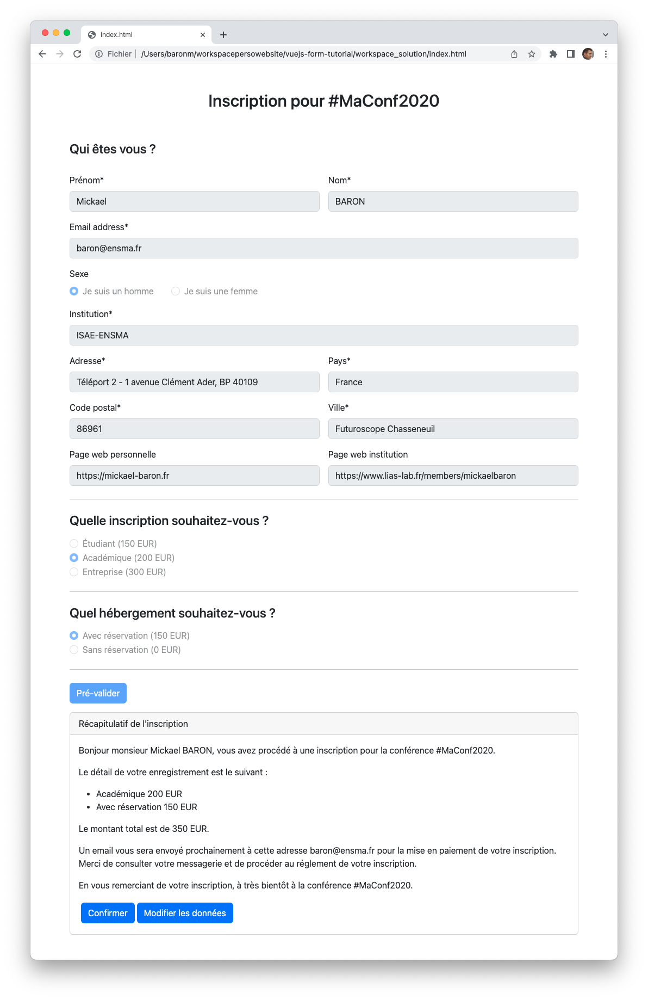 index.html
Fichier /Users/baronm/workspacepersowebsite/vuejs-form-tutorial/workspace_solution/index.html
Inscription pour #MaConf2020
Qui êtes vous ?
Prénom* Nom*
Mickael BARON
Email address*
baron@ensma.fr
Sexe
Je suis un homme Je suis une femme
Institution*
ISAE-ENSMA
Adresse* Pays*
Téléport 2 - 1 avenue Clément Ader, BP 40109 France
Code postal* Ville*
86961 Futuroscope Chasseneuil
Page web personnelle Page web institution
https://mickael-baron.fr https://www.lias-lab.fr/members/mickaelbaron
Quelle inscription souhaitez-vous ?
Étudiant (150 EUR)
Académique (200 EUR)
Entreprise (300 EUR)
Quel hébergement souhaitez-vous ?
Avec réservation (150 EUR)
Sans réservation (0 EUR)
Pré-valider
Récapitulatif de l'inscription
Bonjour monsieur Mickael BARON, vous avez procédé à une inscription pour la conférence #MaConf2020.
Le détail de votre enregistrement est le suivant :
• Académique 200 EUR
• Avec réservation 150 EUR
Le montant total est de 350 EUR.
Un email vous sera envoyé prochainement à cette adresse baron@ensma.fr pour la mise en paiement de votre inscription.
Merci de consulter votre messagerie et de procéder au réglement de votre inscription.
En vous remerciant de votre inscription, à très bientôt à la conférence #MaConf2020.
Confirmer Modifier les données